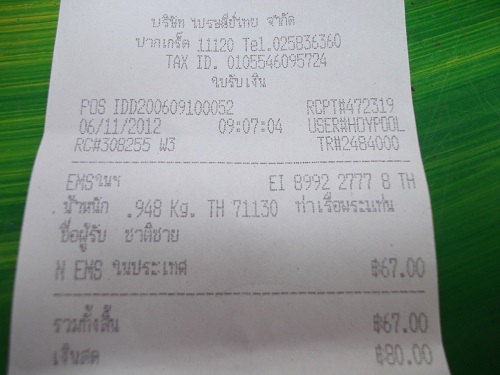 บริษัท ไปรษณีย์ไทย จำกัด
ปากเกร็ด 11120 Tel.025836360
TAX ID. 0105546095724
ใบรับเงิน
POS IDD200609100052 RCPT#472319
06/11/2012 09:07:04 USER#HOYPOOL
RC#308255 W3 TR#2484000
EMSในฯ EI 8992 2777 8 TH
น้ำหนัก .948 Kg. TH 71130 ท่าเรือพระแท่น
ชื่อผู้รับ ชาติชาย
N EMS ในประเทศ ฿67.00
รวมทั้งสิ้น ฿67.00
เงินสด ฿80.00